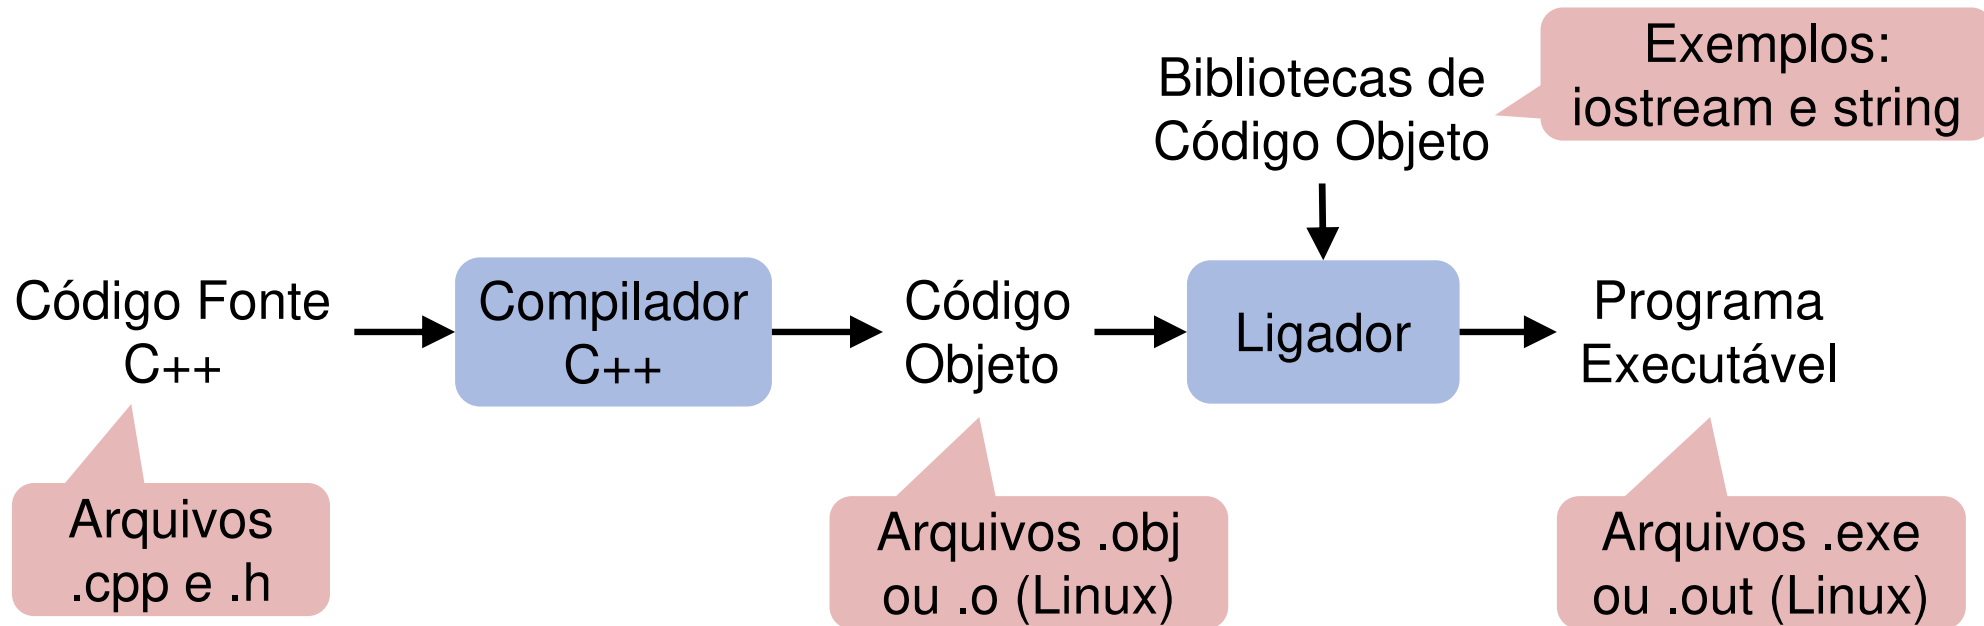 Exemplos:
iostream e string
Bibliotecas de
Código Objeto
Código Fonte
C++
Compilador
C++
Código
Objeto
Ligador
Programa
Executável
Arquivos
.cpp e .h
Arquivos .obj
ou .o (Linux)
Arquivos .exe
ou .out (Linux)